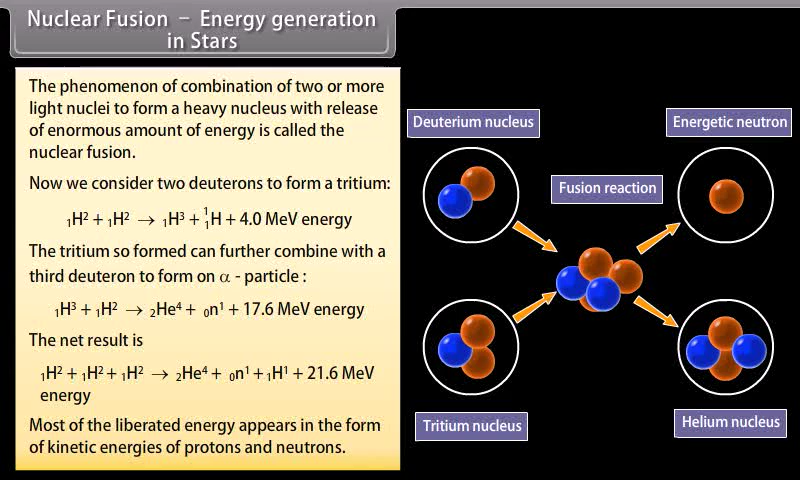 Nuclear Fusion – Energy generation
in Stars
The phenomenon of combination of two or more
light nuclei to form a heavy nucleus with release
of enormous amount of energy is called the
nuclear fusion.
Now we consider two deuterons to form a tritium:
₁H² + ₁H² → ₁H³ + ¹₁H + 4.0 MeV energy
The tritium so formed can further combine with a
third deuteron to form on α - particle :
₁H³ + ₁H² → ₂He⁴ + ₀n¹ + 17.6 MeV energy
The net result is
₁H² + ₁H² + ₁H² → ₂He⁴ + ₀n¹ + ₁H¹ + 21.6 MeV
energy
Most of the liberated energy appears in the form
of kinetic energies of protons and neutrons.
Deuterium nucleus
Energetic neutron
Fusion reaction
Tritium nucleus
Helium nucleus